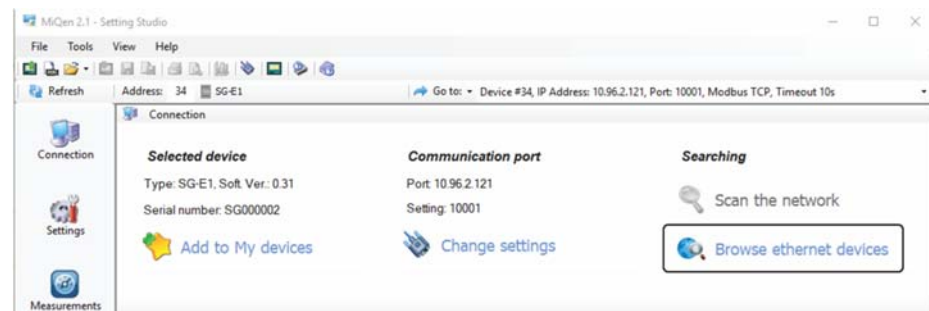 MiQen 2.1 - Setting Studio
File Tools View Help
Refresh Address: 34 SG-E1 Go to: Device #34, IP Address: 10.96.2.121, Port: 10001, Modbus TCP, Timeout 10s
Connection
Connection
Selected device Communication port Searching
Type: SG-E1, Soft. Ver.: 0.31 Port: 10.96.2.121 Scan the network
Serial number: SG000002 Setting: 10001
Settings
Add to My devices Change settings Browse ethernet devices
Measurements